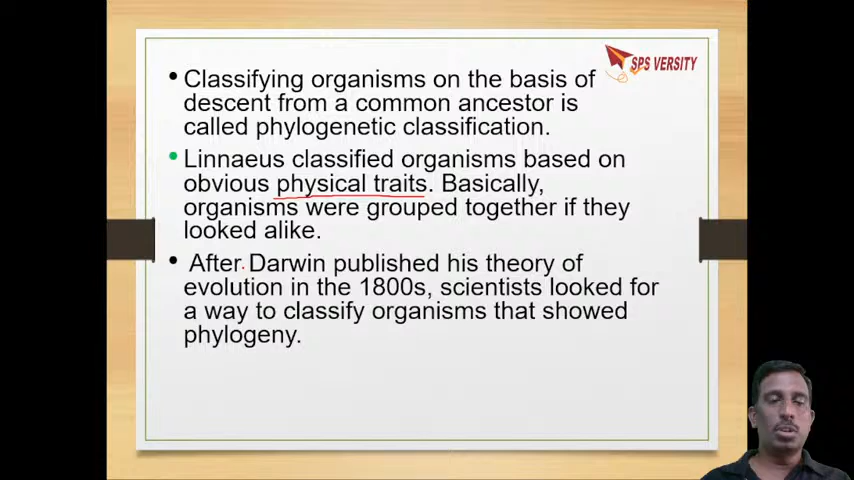 SPS VERSITY
• Classifying organisms on the basis of
descent from a common ancestor is
called phylogenetic classification.
• Linnaeus classified organisms based on
obvious physical traits. Basically,
organisms were grouped together if they
looked alike.
• After Darwin published his theory of
evolution in the 1800s, scientists looked for
a way to classify organisms that showed
phylogeny.